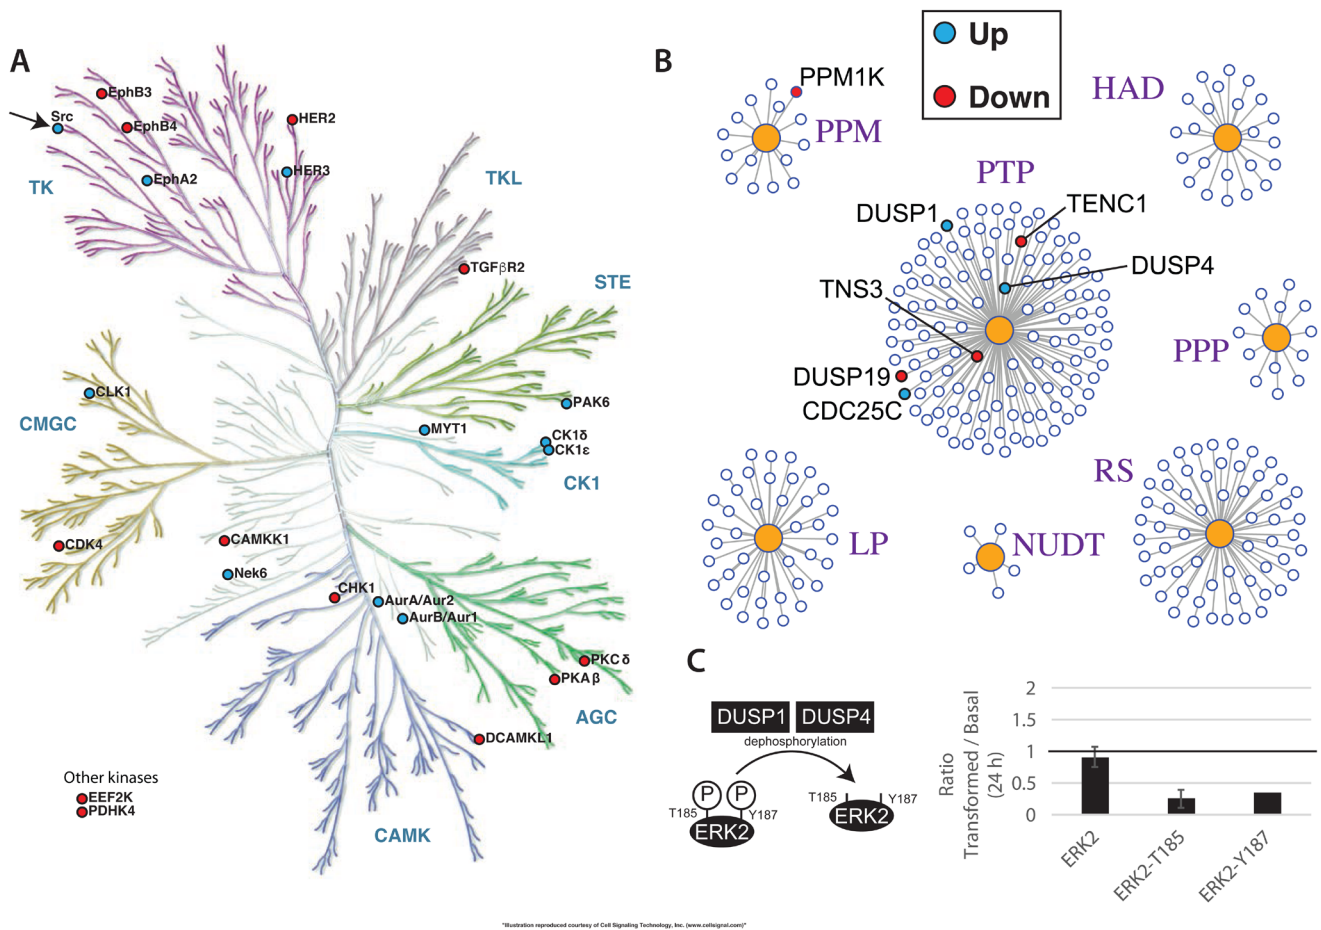 A
EphB3
Src
EphB4
HER2
HER3
EphA2
TK
TKL
TGFβR2
STE
CLK1
CMGC
PAK6
MYT1
CK1δ
CK1ε
CK1
CDK4
CAMKK1
Nek6
CHK1
AurA/Aur2
AurB/Aur1
PKCδ
PKAβ
AGC
DCAMKL1
Other kinases
EEF2K
PDHK4
CAMK
B
Up
Down
PPM1K
PPM
HAD
PTP
DUSP1
TENC1
DUSP4
TNS3
PPP
DUSP19
CDC25C
RS
LP
NUDT
C
DUSP1 DUSP4
dephosphorylation
P P
T185 Y187
ERK2
T185 Y187
ERK2
Ratio
Transformed / Basal
(24 h)
2
1.5
1
0.5
0
ERK2
ERK2-T185
ERK2-Y187
"Illustration reproduced courtesy of Cell Signaling Technology, Inc. (www.cellsignal.com)"